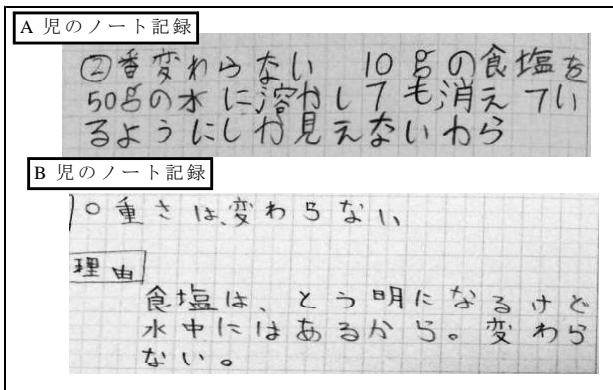 A 児のノート記録
②番変わらない 10gの食塩を
50gの水に溶かしても消えてい
るようにしか見えないから
B 児のノート記録
○重さは、変わらない
理由
食塩は、とう明になるけど
水中にはあるから。変わら
ない。